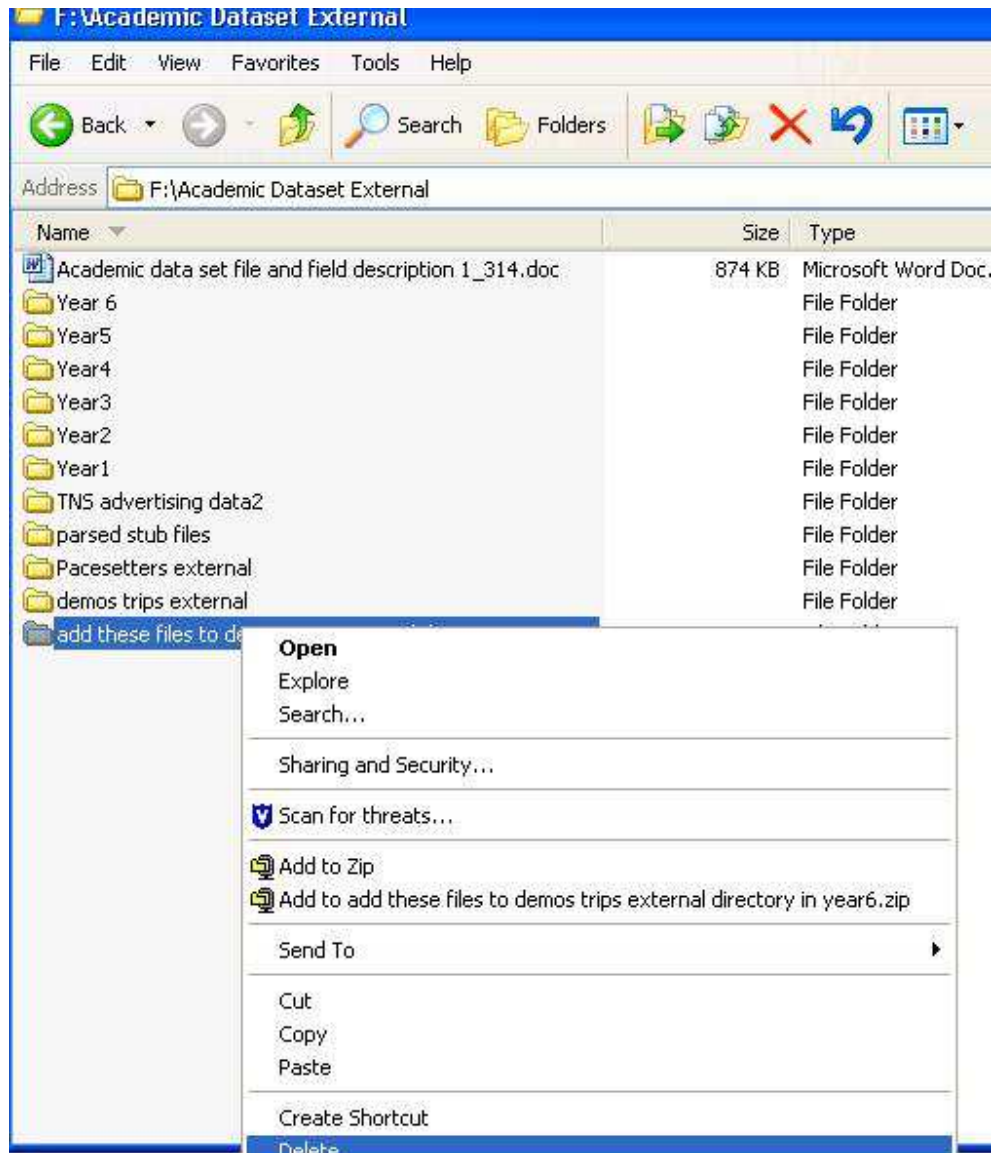 F:\Academic Dataset External
File Edit View Favorites Tools Help
Back Search Folders
Address F:\Academic Dataset External
Name Size Type
Academic data set file and field description 1_314.doc 874 KB Microsoft Word Doc.
Year 6 File Folder
Year5 File Folder
Year4 File Folder
Year3 File Folder
Year2 File Folder
Year1 File Folder
TNS advertising data2 File Folder
parsed stub files File Folder
Pacesetters external File Folder
demos trips external File Folder
add these files to
Open
Explore
Search...
Sharing and Security...
Scan for threats...
Add to Zip
Add to add these files to demos trips external directory in year6.zip
Send To
Cut
Copy
Paste
Create Shortcut
Delete